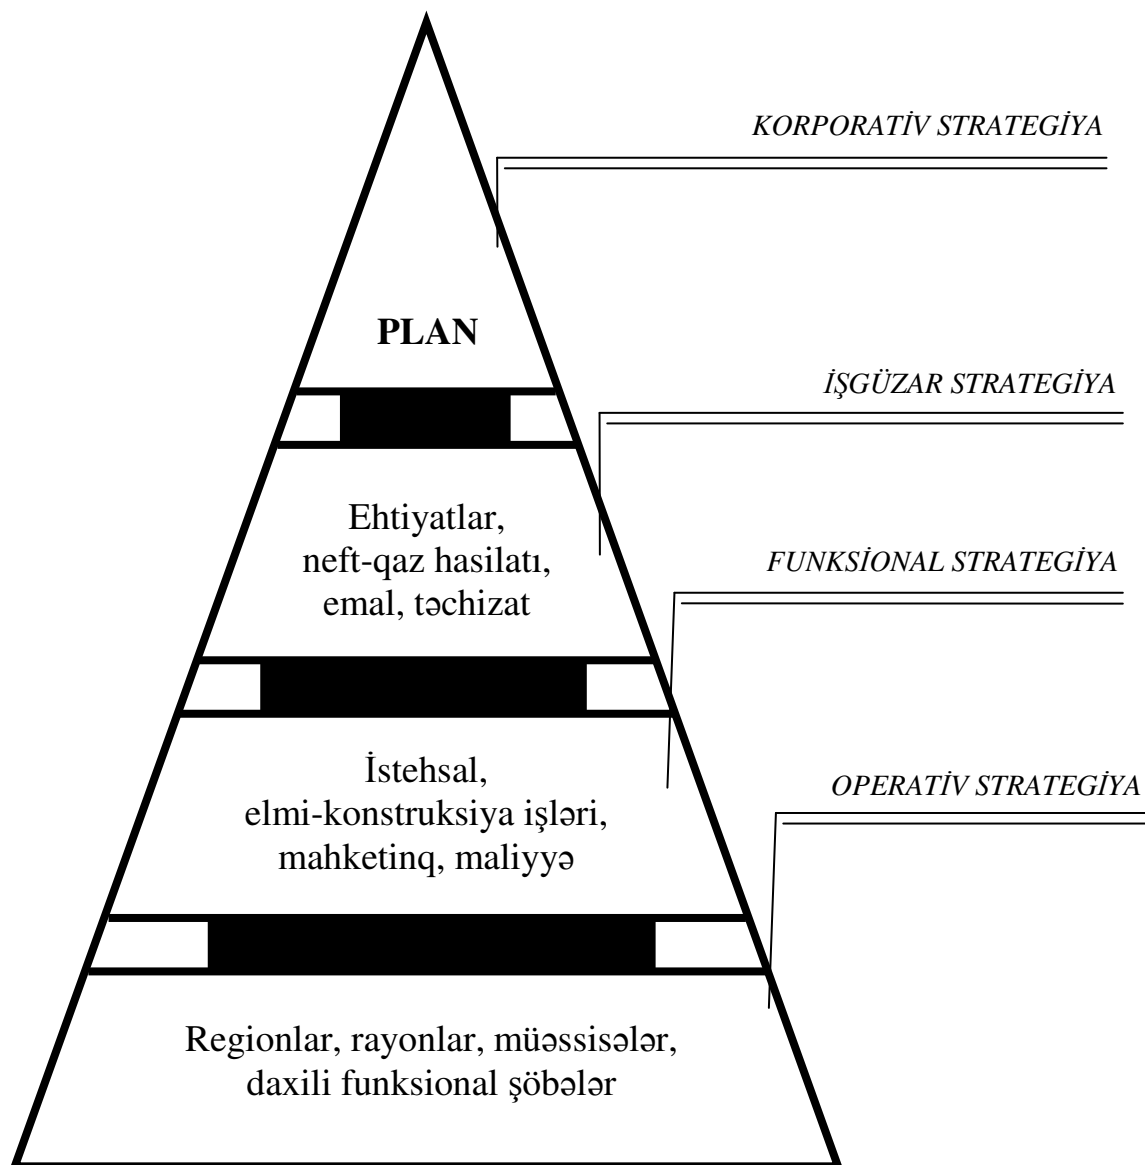 KORPORATİV STRATEGİYA
PLAN
İŞGÜZAR STRATEGİYA
Ehtiyatlar,
neft-qaz hasilatı,
emal, təchizat
FUNKSİONAL STRATEGİYA
İstehsal,
elmi-konstruksiya işləri,
mahketinq, maliyyə
OPERATİV STRATEGİYA
Regionlar, rayonlar, müəssisələr,
daxili funksional şöbələr